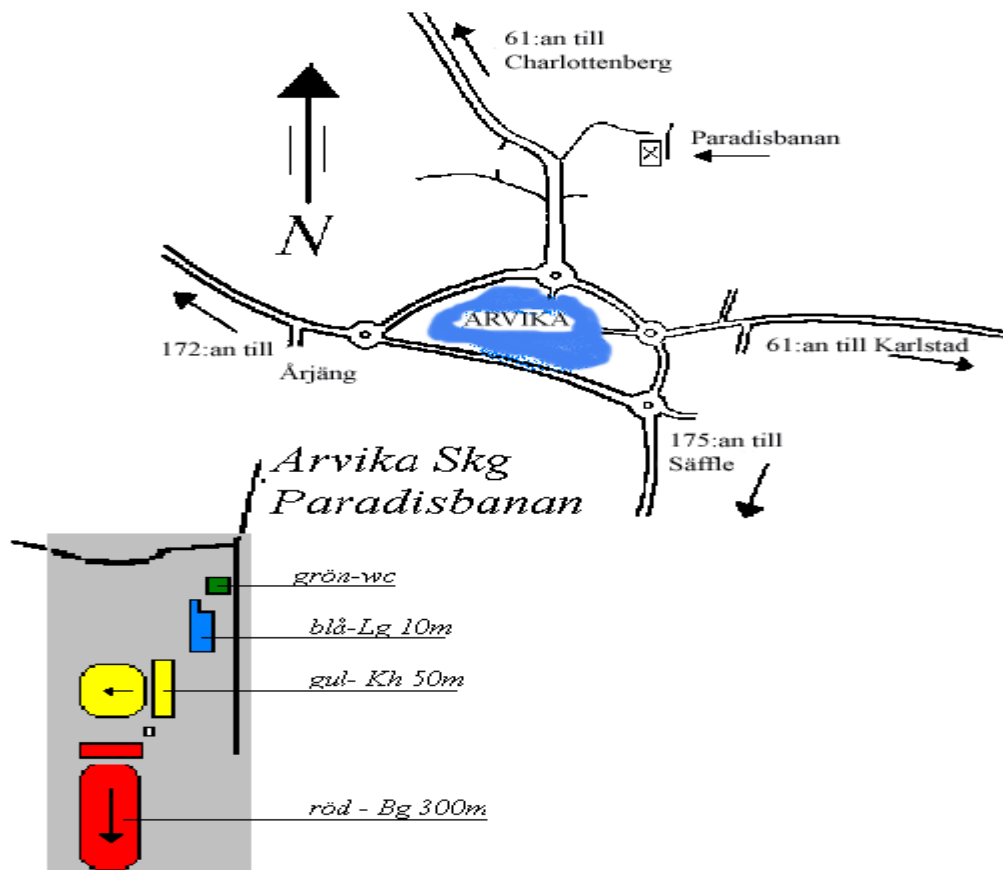 61:an till
Charlottenberg
Paradisbanan
N
ARVIKA
172:an till
Årjäng
61:an till Karlstad
175:an till
Säffle
Arvika Skg
Paradisbanan
grön-wc
blå-Lg 10m
gul- Kh 50m
röd - Bg 300m